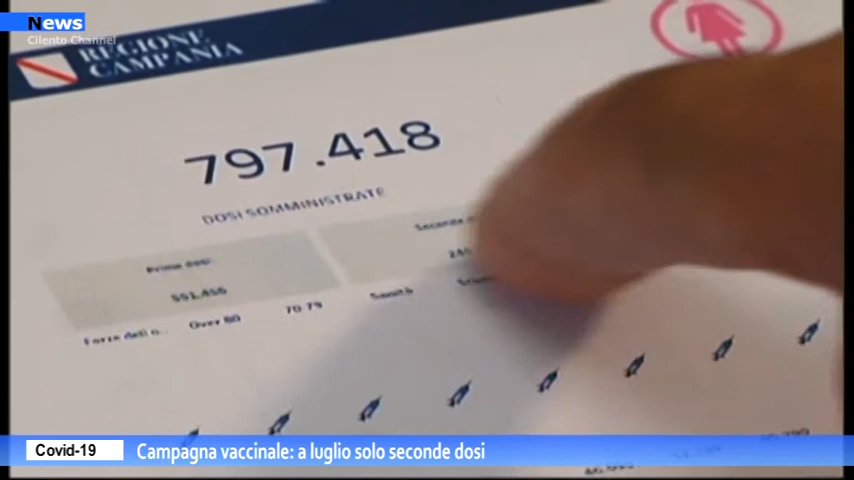 News
Cilento Channel
REGIONE
CAMPANIA
797.418
DOSI SOMMINISTRATE
Prime dosi
Seconde
551.456
Over 80
70 79
Sanità
Covid-19
Campagna vaccinale: a luglio solo seconde dosi